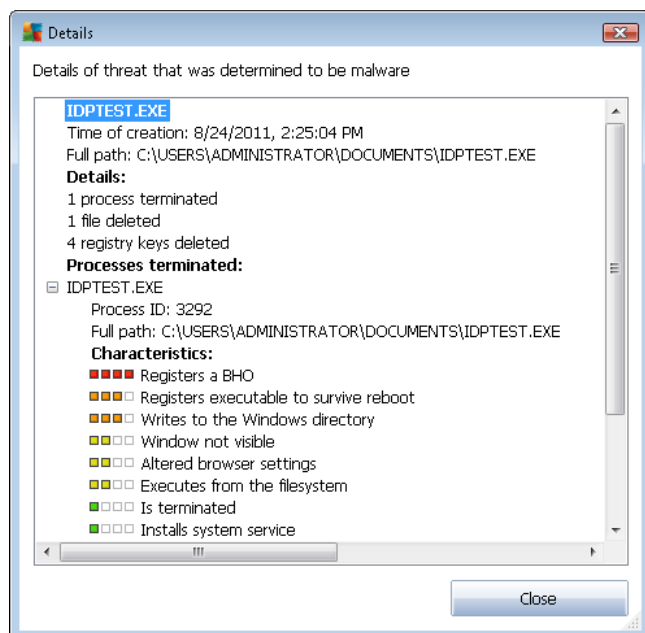 Details
Details of threat that was determined to be malware
IDPTEST.EXE
Time of creation: 8/24/2011, 2:25:04 PM
Full path: C:\USERS\ADMINISTRATOR\DOCUMENTS\IDPTEST.EXE
Details:
1 process terminated
1 file deleted
4 registry keys deleted
Processes terminated:
IDPTEST.EXE
Process ID: 3292
Full path: C:\USERS\ADMINISTRATOR\DOCUMENTS\IDPTEST.EXE
Characteristics:
Registers a BHO
Registers executable to survive reboot
Writes to the Windows directory
Window not visible
Altered browser settings
Executes from the filesystem
Is terminated
Installs system service
Close